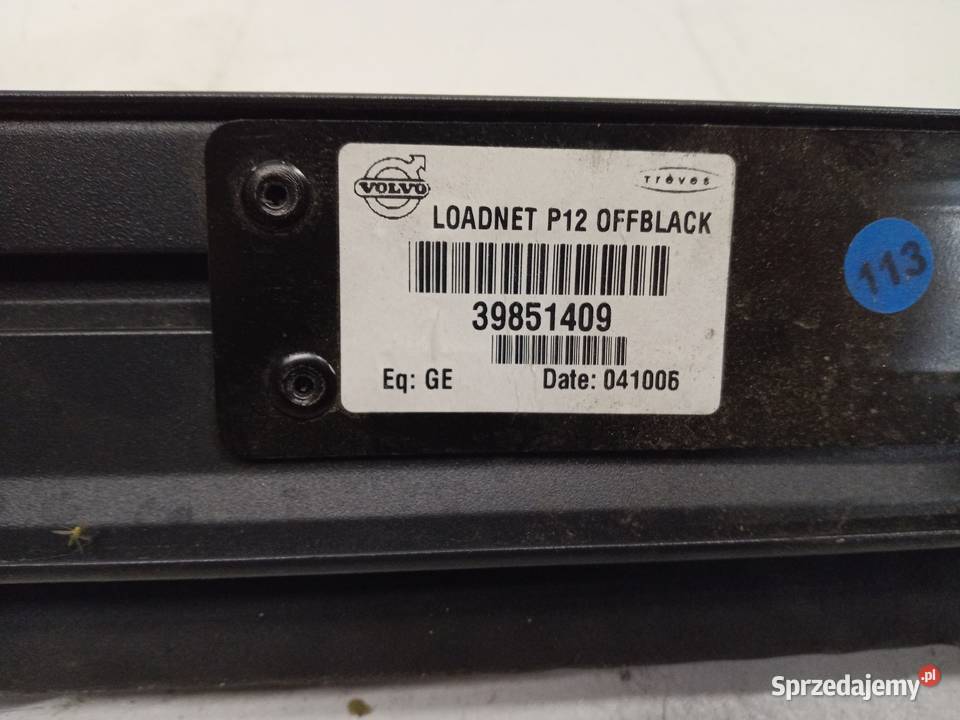 VOLVO
Trèves
LOADNET P12 OFFBLACK
39851409
Eq: GE
Date: 041006
113
Sprzedajemy.pl